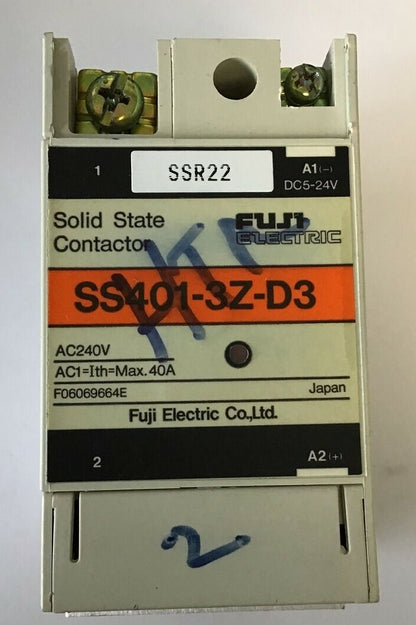 1 SSR22 A1(-)
DC5-24V
Solid State FUJI
Contactor ELECTRIC
SS401-3Z-D3
AC240V
AC1=Ith=Max. 40A
F06069664E Japan
Fuji Electric Co.,Ltd.
2 A2(+)
2